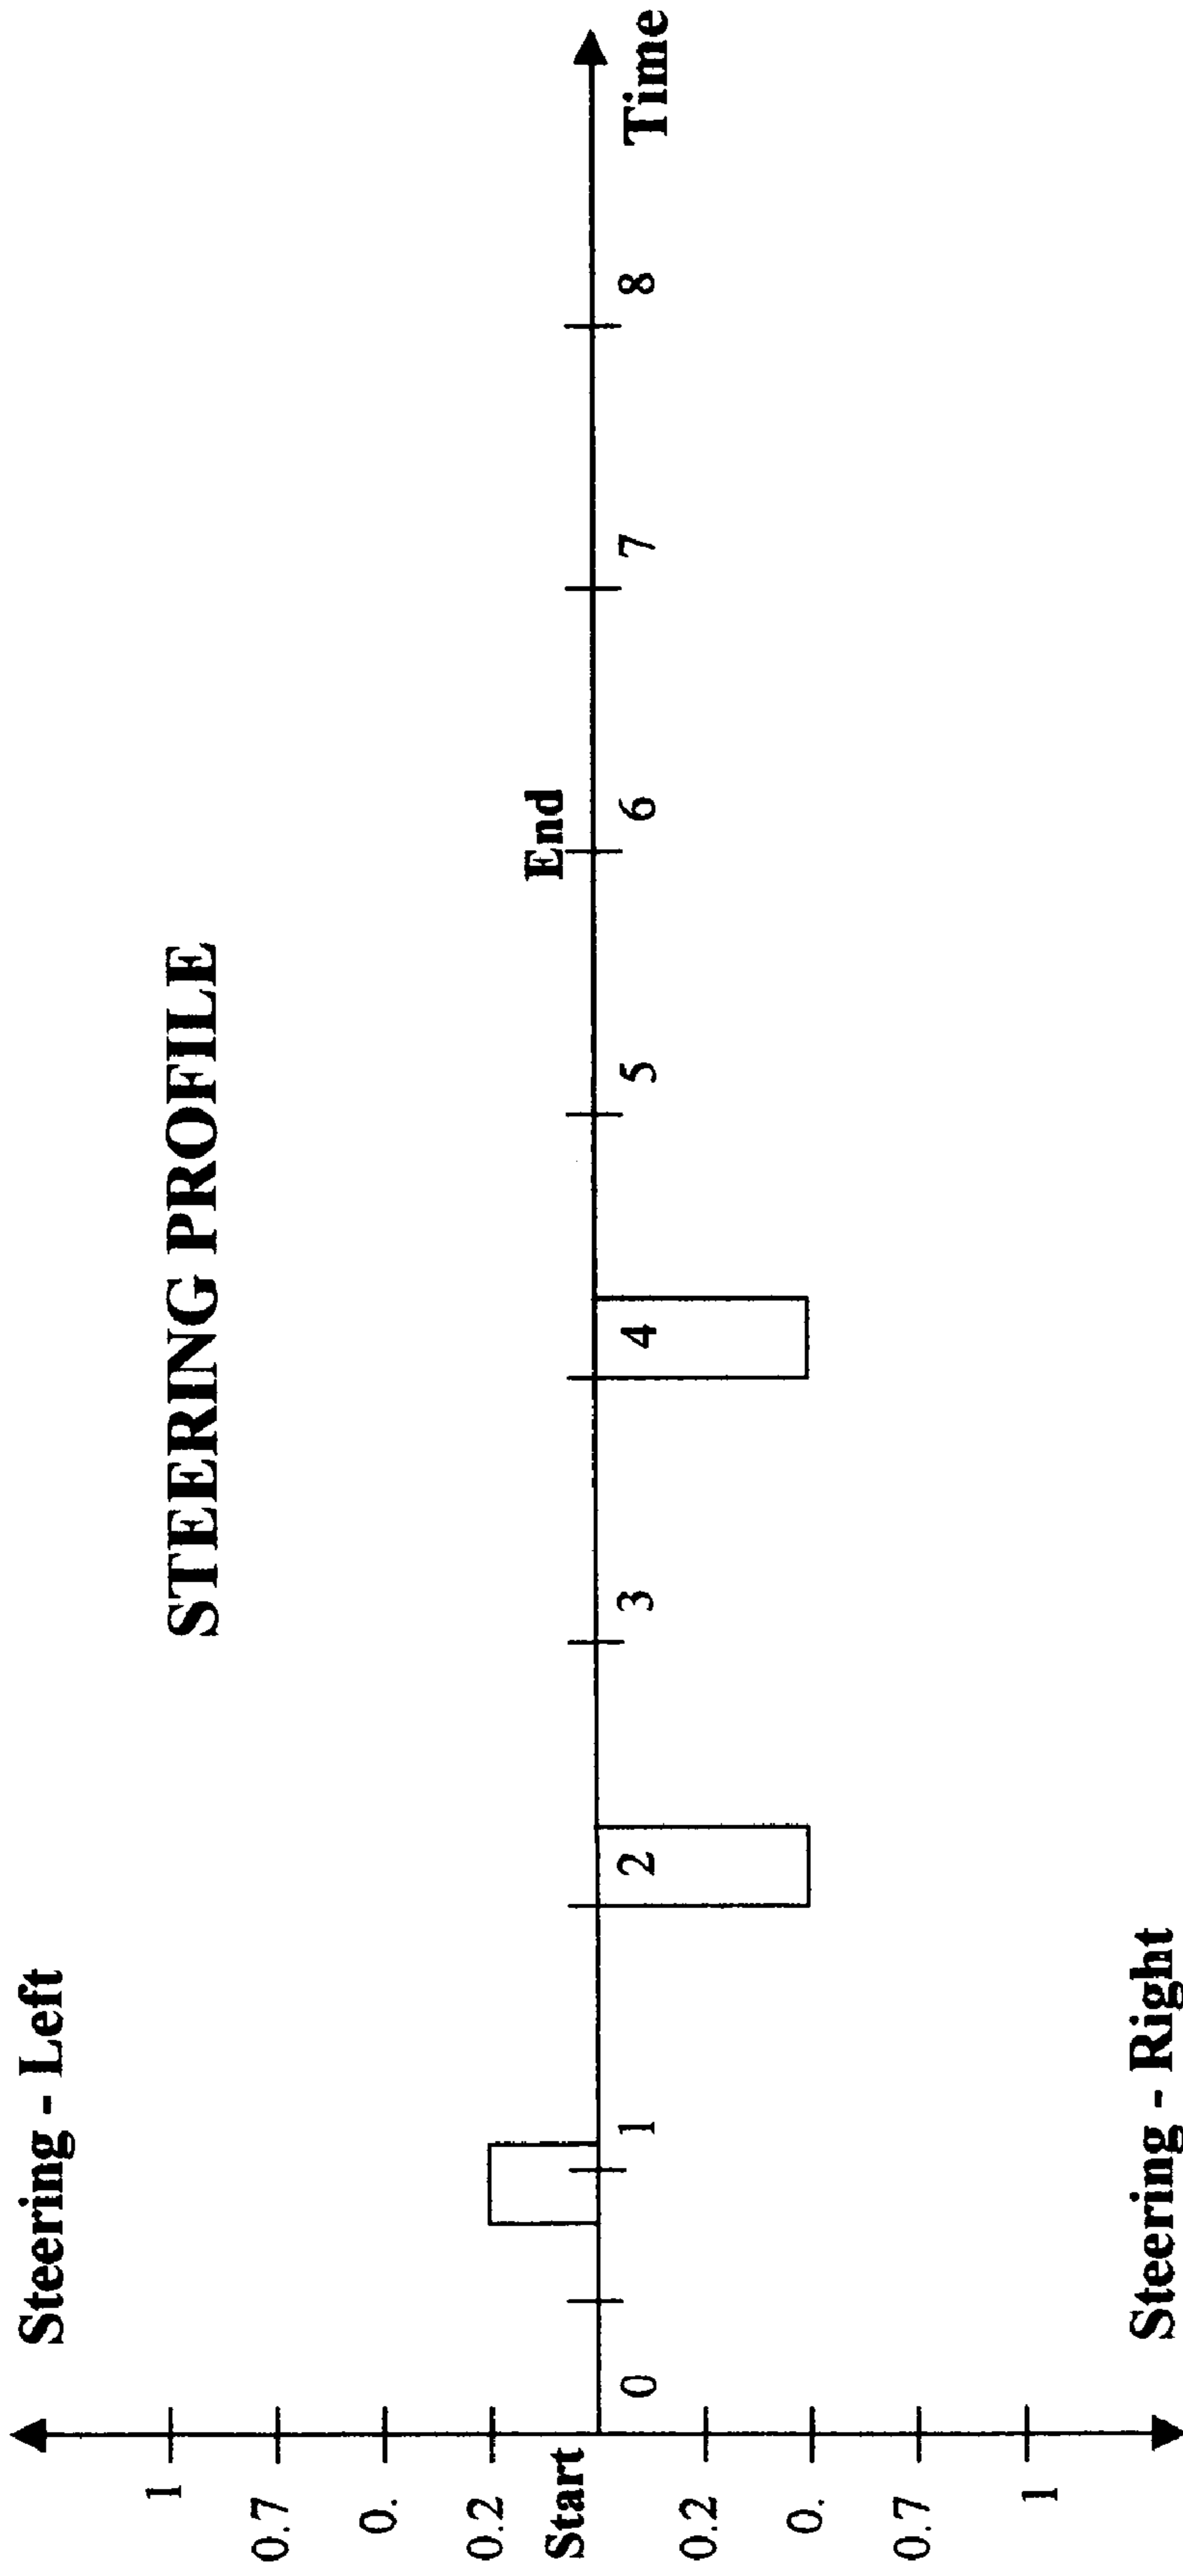 Steering - Left
STEERING PROFILE
1
0.7
0.
0.2
Start
End
0 1 2 3 4 5 6 7 8
Time
0.2
0.
0.7
1
Steering - Right